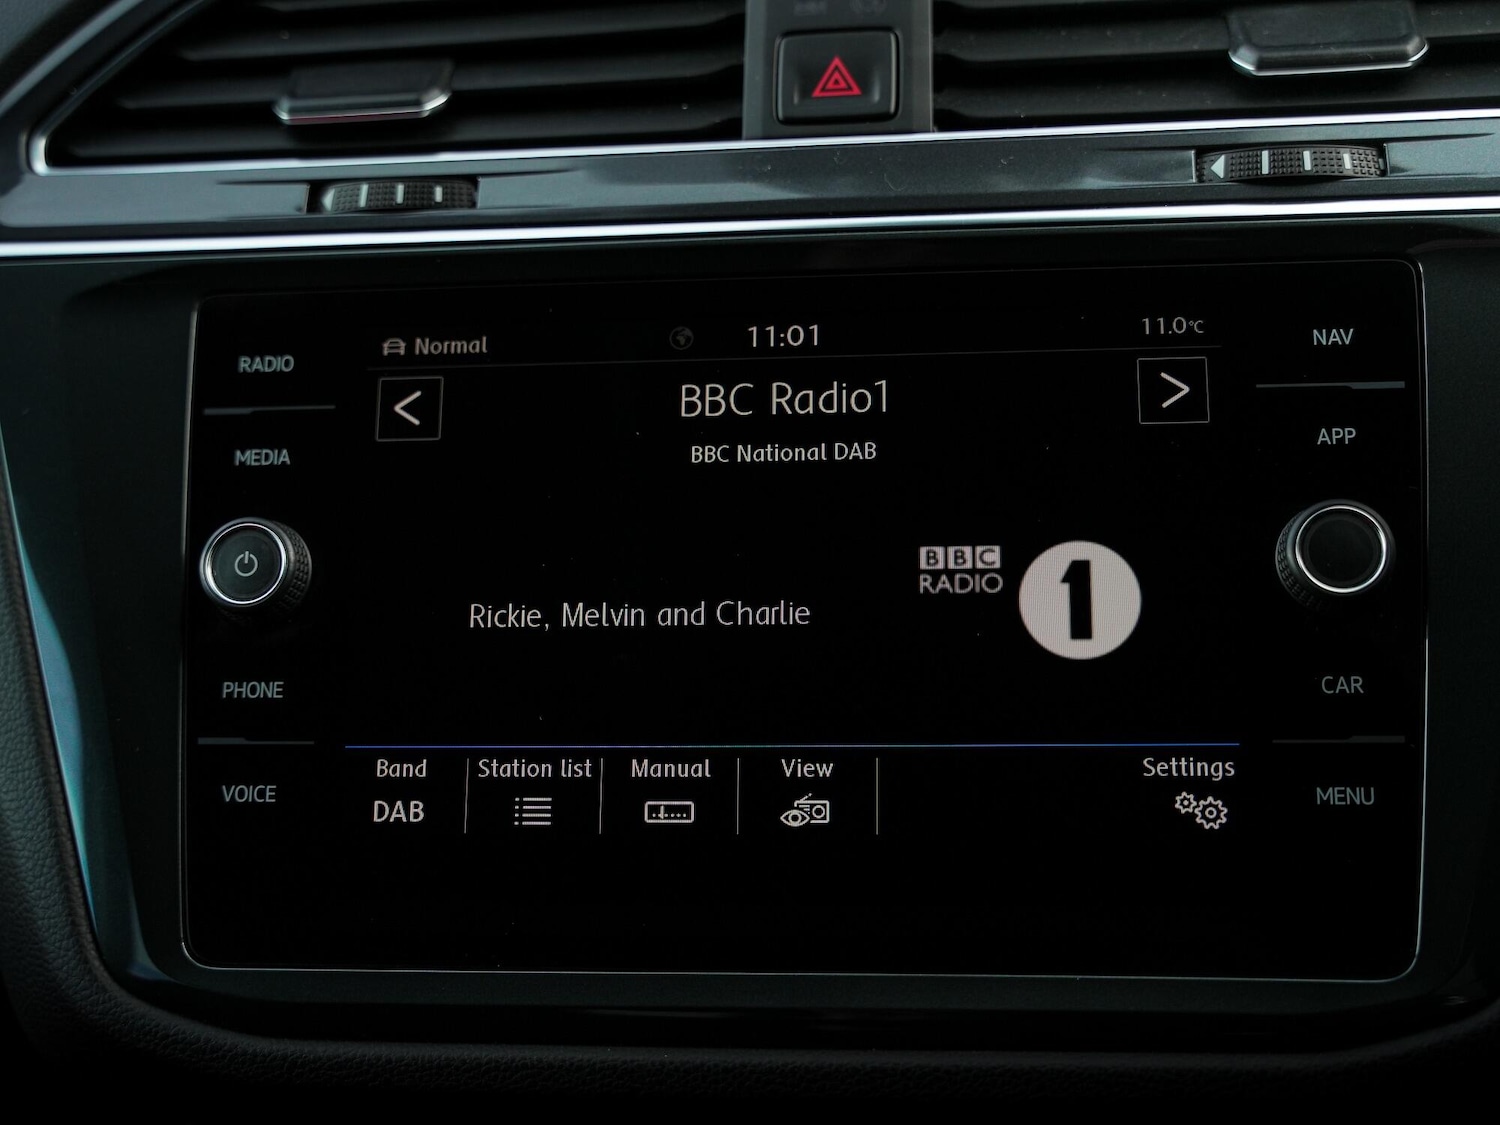 RADIO
MEDIA
PHONE
VOICE
Normal
11:01
11.0°C
BBC Radio1
BBC National DAB
Rickie, Melvin and Charlie
BBC
RADIO
1
Band
DAB
Station list
Manual
View
Settings
NAV
APP
CAR
MENU